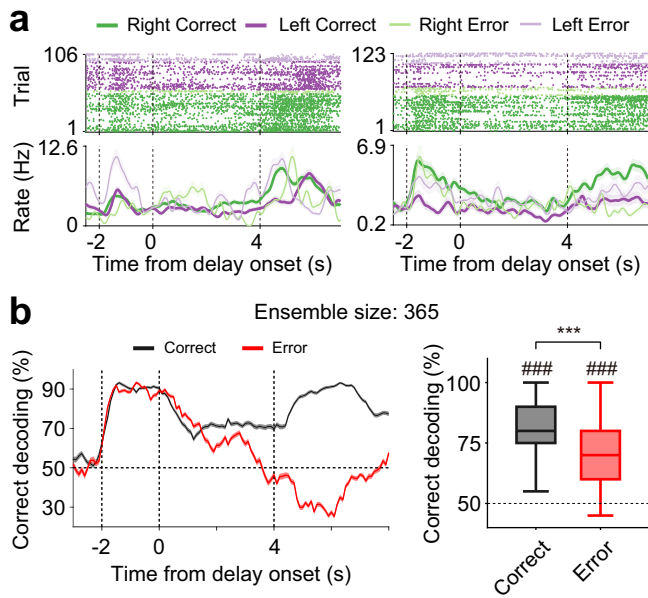 a
Right Correct Left Correct Right Error Left Error
106
Trial
1
12.6
Rate (Hz)
0
-2 0 4
Time from delay onset (s)
123
1
6.9
0.2
-2 0 4
Time from delay onset (s)
b
Ensemble size: 365
Correct Error
Correct decoding (%)
90
70
50
30
-2 0 4
Time from delay onset (s)
***
### ###
Correct decoding (%)
100
75
50
Correct Error